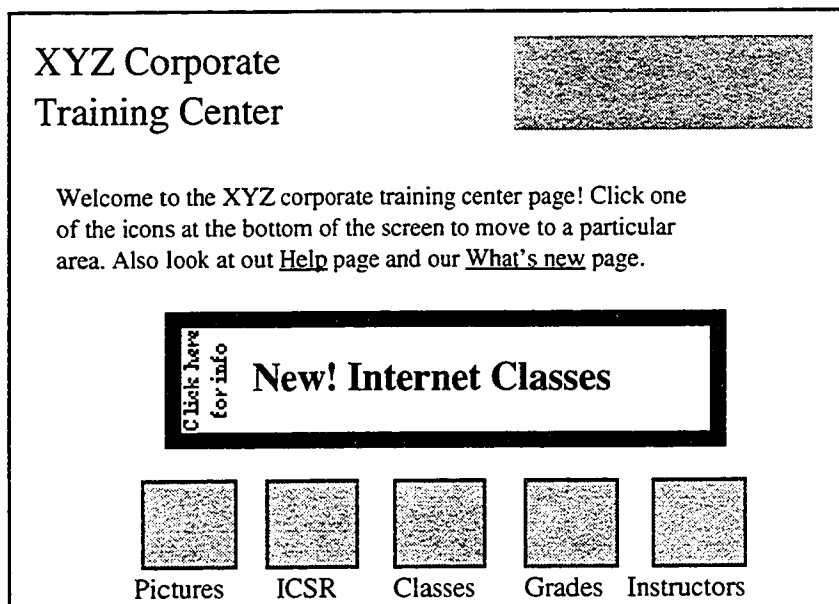 XYZ Corporate
Training Center
Welcome to the XYZ corporate training center page! Click one
of the icons at the bottom of the screen to move to a particular
area. Also look at out Help page and our What's new page.
Click here
for info
New! Internet Classes
Pictures ICSR Classes Grades Instructors